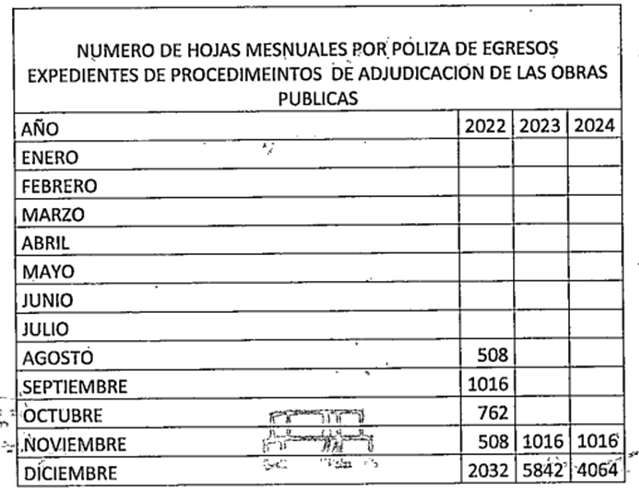 NUMERO DE HOJAS MESNUALES POR POLIZA DE EGRESOS
EXPEDIENTES DE PROCEDIMEINTOS DE ADJUDICACION DE LAS OBRAS
PUBLICAS
AÑO 2022 2023 2024
ENERO
FEBRERO
MARZO
ABRIL
MAYO
JUNIO
JULIO
AGOSTO 508
SEPTIEMBRE 1016
OCTUBRE 762
NOVIEMBRE 508 1016 1016
DICIEMBRE 2032 5842 4064